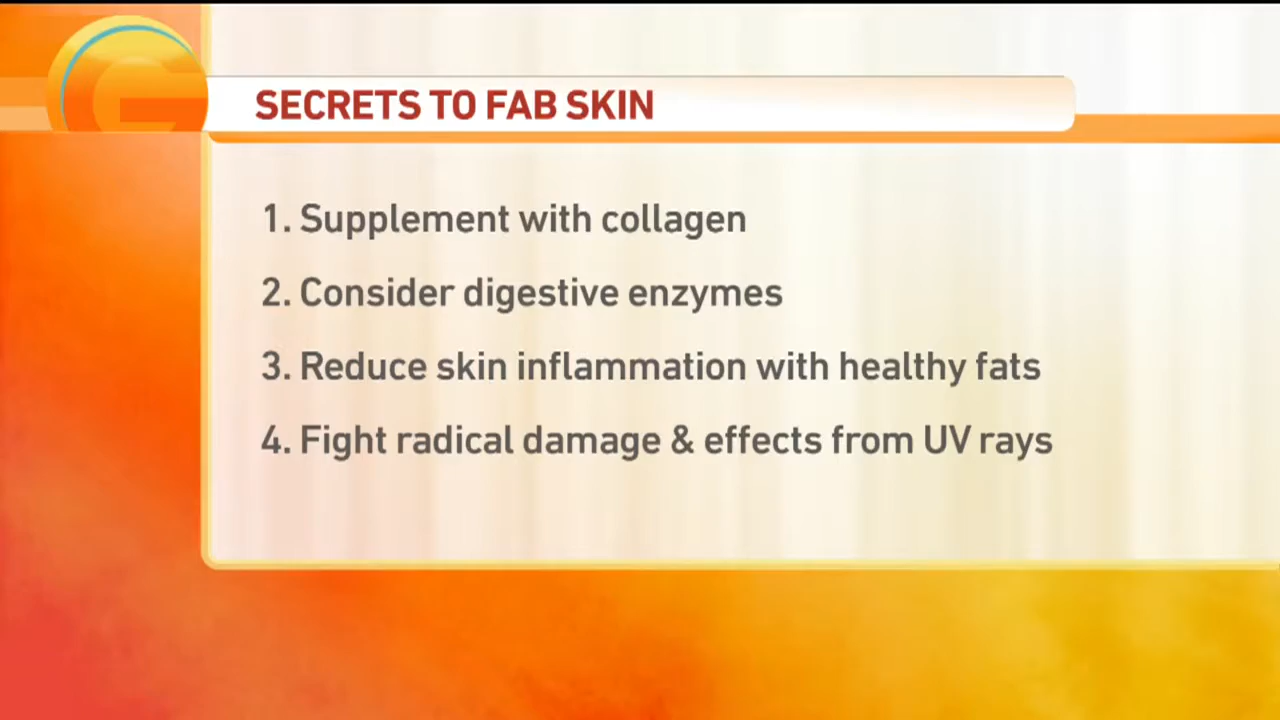 SECRETS TO FAB SKIN
1. Supplement with collagen
2. Consider digestive enzymes
3. Reduce skin inflammation with healthy fats
4. Fight radical damage & effects from UV rays